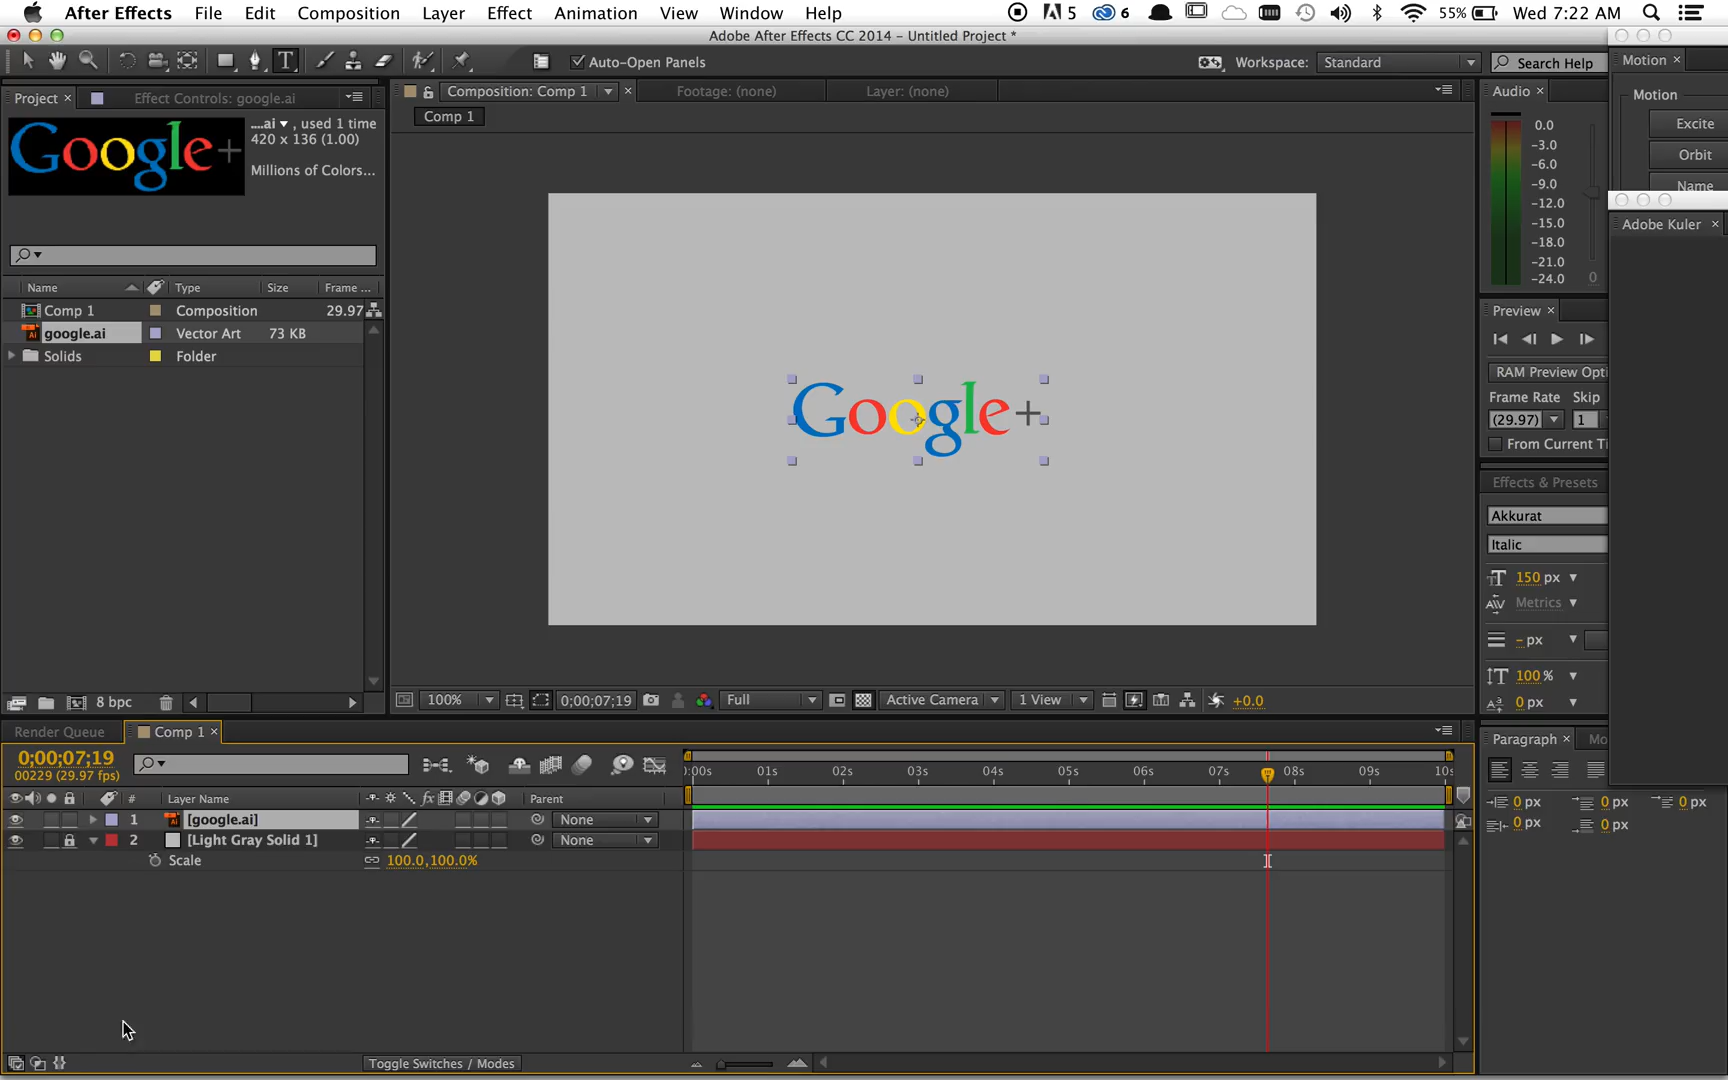 After Effects File Edit Composition Layer Effect Animation View Window Help 5 6 55% Wed 7:22 AM
Adobe After Effects CC 2014 – Untitled Project *
T Auto-Open Panels Workspace: Standard Search Help
Project × Effect Controls: google.ai
Google+
....ai ▾ , used 1 time
420 x 136 (1.00)
Millions of Colors...
Name Type Size Frame ...
Comp 1 Composition 29.97
google.ai Vector Art 73 KB
Solids Folder
8 bpc
Composition: Comp 1 × Footage: (none) Layer: (none)
Comp 1
Google+
100% 0;00;07;19 Full Active Camera 1 View +0.0
Audio ×
0.0
-3.0
-6.0
-9.0
-12.0
-15.0
-18.0
-21.0
-24.0
0
Motion ×
Motion
Excite
Orbit
Name
Adobe Kuler ×
Preview ×
RAM Preview Opti
Frame Rate Skip
(29.97) 1
From Current Ti
Effects & Presets
Akkurat
Italic
150 px
Metrics
– px
100 %
0 px
Paragraph × Mo
0 px 0 px 0 px
0 px 0 px
Render Queue Comp 1 ×
0;00;07;19
00229 (29.97 fps)
:00s 01s 02s 03s 04s 05s 06s 07s 08s 09s 10s
# Layer Name fx Parent
1 [google.ai] None
2 [Light Gray Solid 1] None
Scale 100.0,100.0%
Toggle Switches / Modes